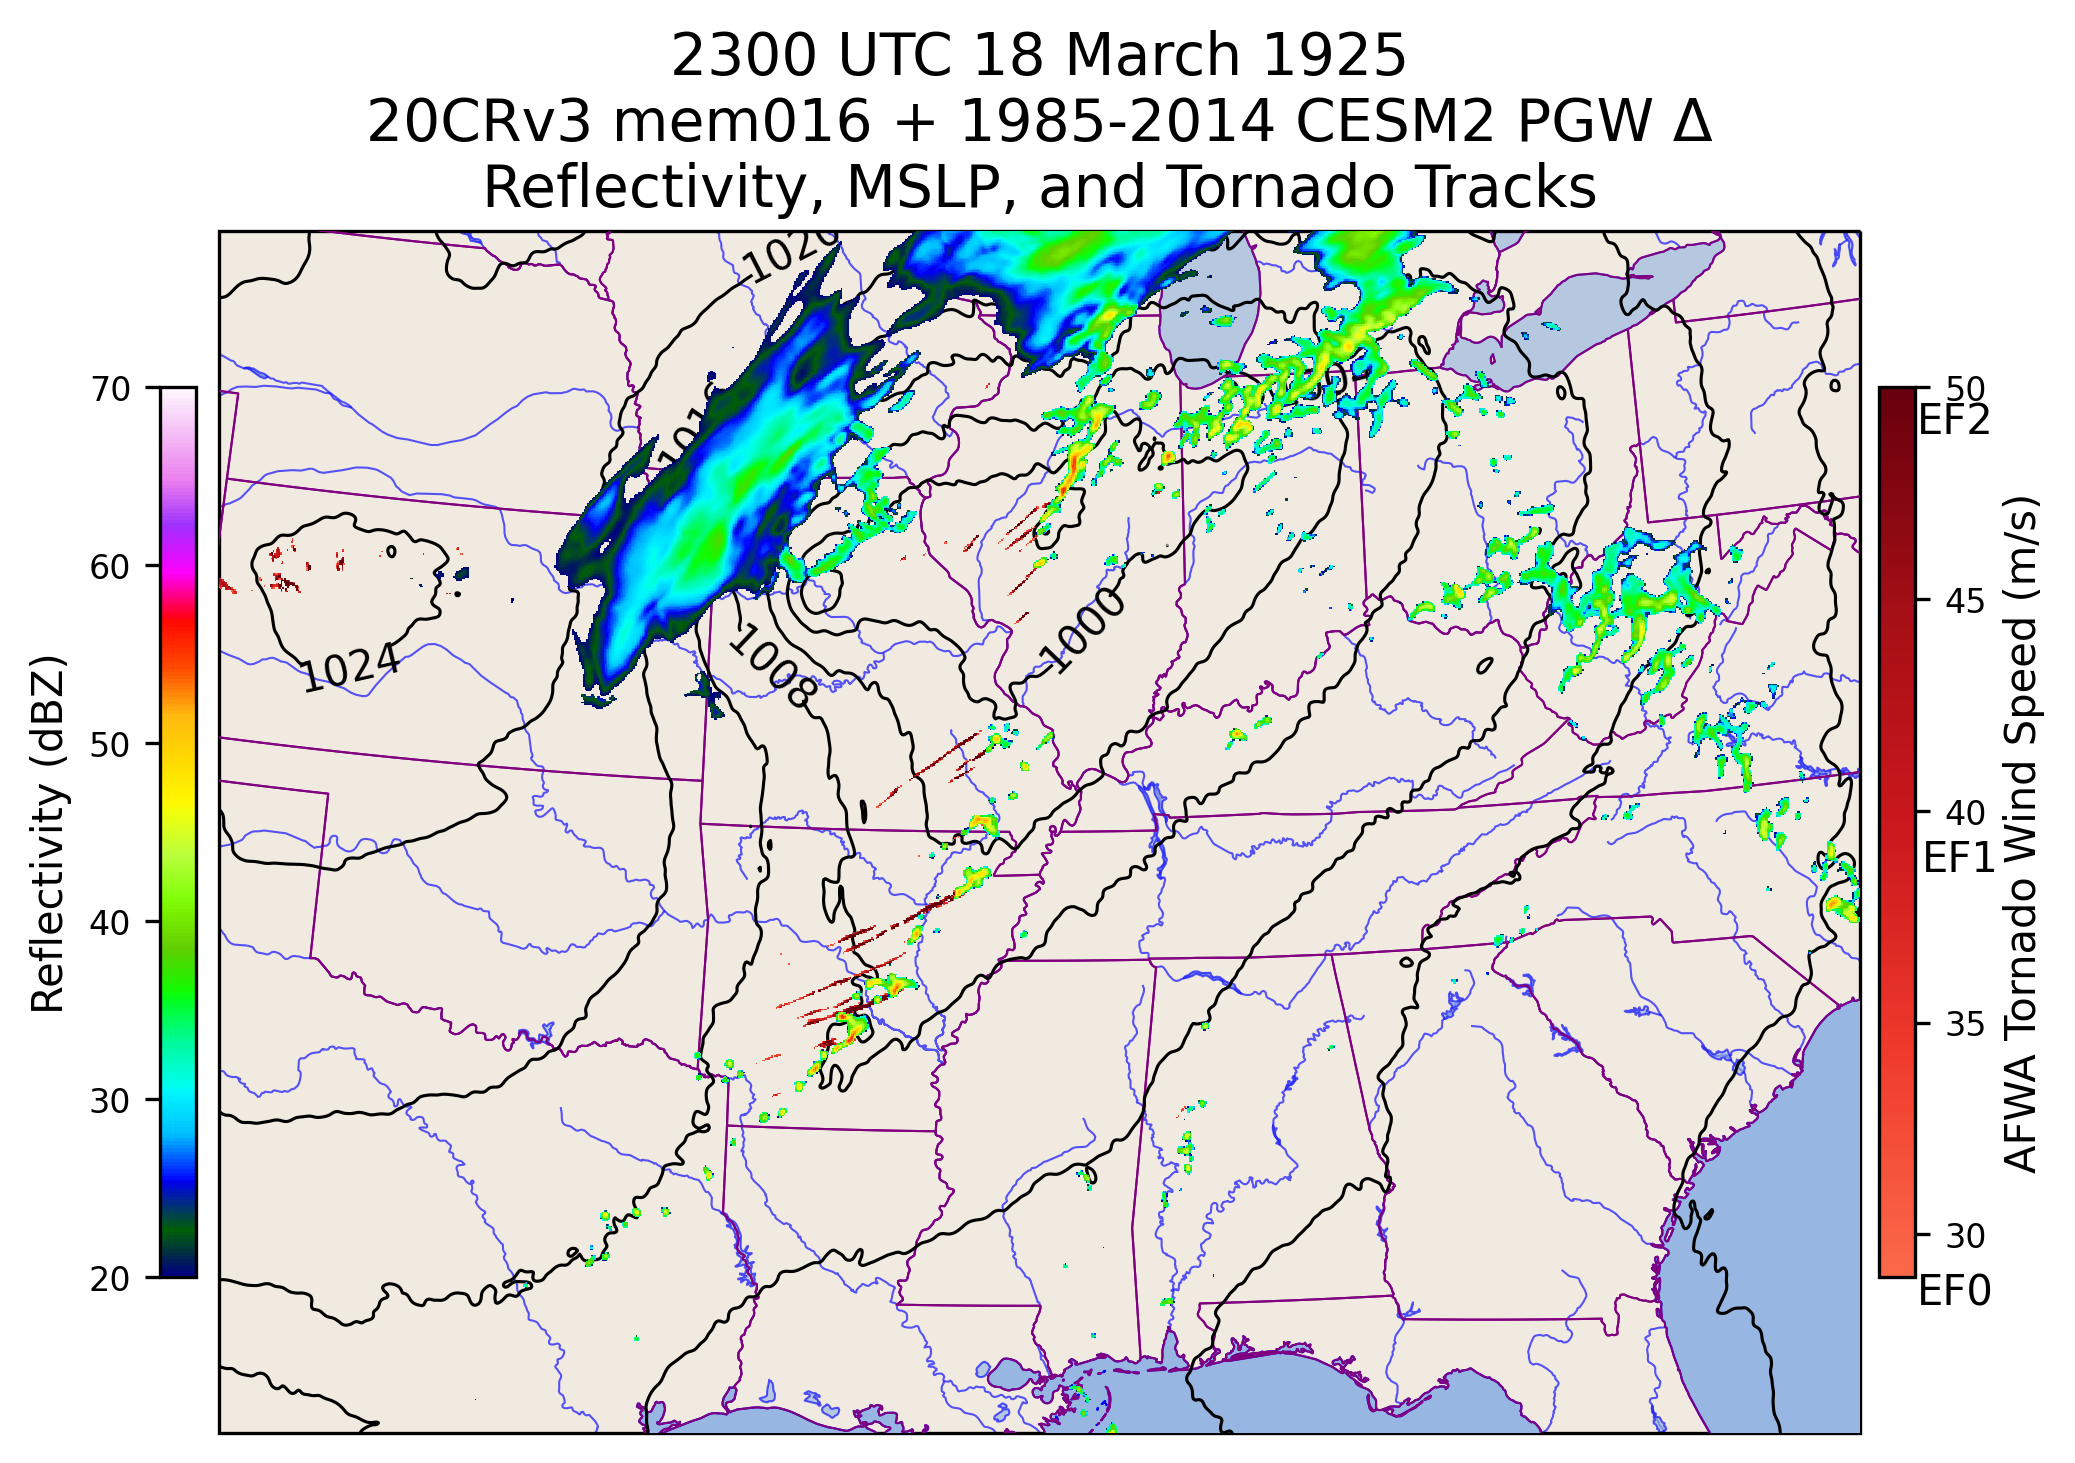 2300 UTC 18 March 1925
20CRv3 mem016 + 1985-2014 CESM2 PGW Δ
Reflectivity, MSLP, and Tornado Tracks
1020
1016
1024
1008
1000
70
60
50
40
30
20
Reflectivity (dBZ)
50
EF2
45
40
EF1
35
30
EF0
AFWA Tornado Wind Speed (m/s)